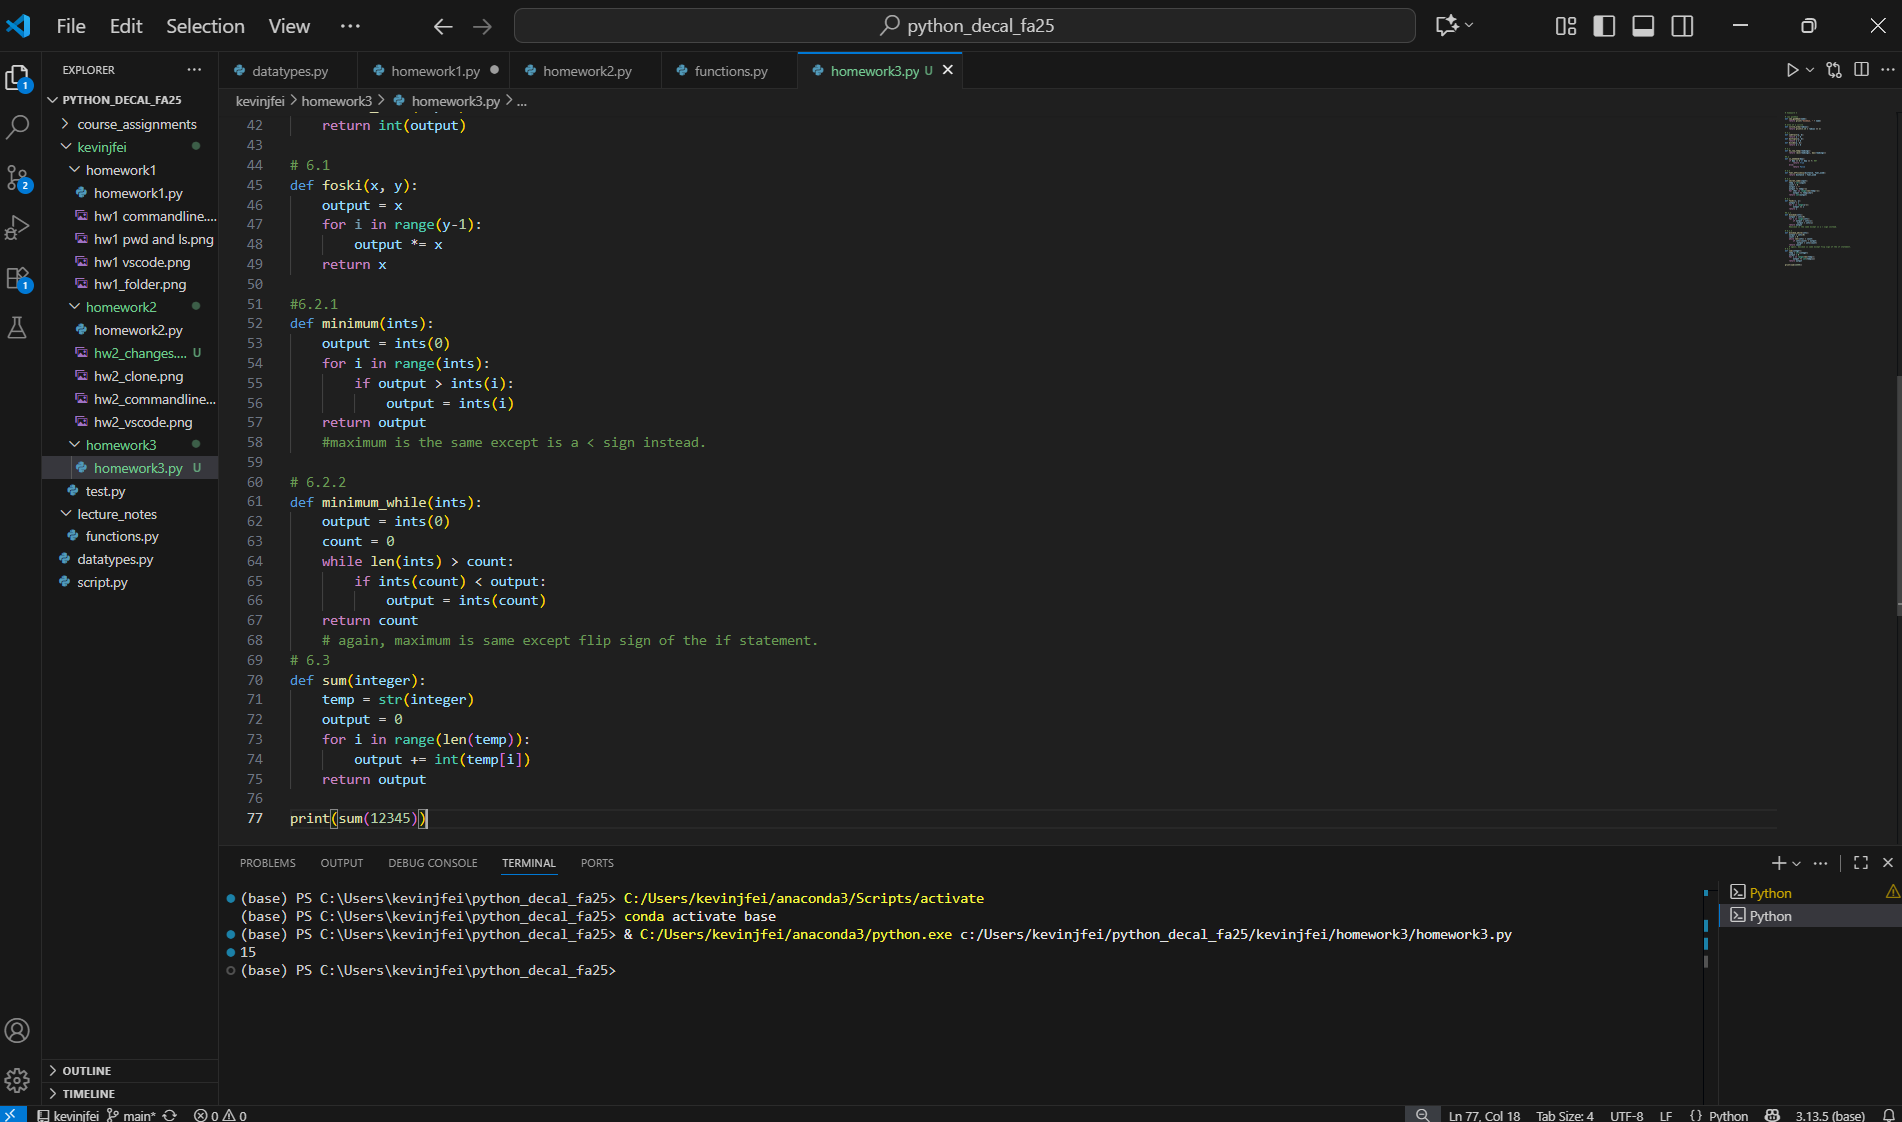 File Edit Selection View ···
python_decal_fa25
EXPLORER ···
PYTHON_DECAL_FA25
course_assignments
kevinjfei
homework1
homework1.py
hw1 commandline....
hw1 pwd and ls.png
hw1 vscode.png
hw1_folder.png
homework2
homework2.py
hw2_changes.... U
hw2_clone.png
hw2_commandline...
hw2_vscode.png
homework3
homework3.py U
test.py
lecture_notes
functions.py
datatypes.py
script.py
OUTLINE
TIMELINE
1
2
1
datatypes.py homework1.py homework2.py functions.py homework3.py U
kevinjfei > homework3 > homework3.py > ...
42 return int(output)
43
44 # 6.1
45 def foski(x, y):
46 output = x
47 for i in range(y-1):
48 output *= x
49 return x
50
51 #6.2.1
52 def minimum(ints):
53 output = ints(0)
54 for i in range(ints):
55 if output > ints(i):
56 output = ints(i)
57 return output
58 #maximum is the same except is a < sign instead.
59
60 # 6.2.2
61 def minimum_while(ints):
62 output = ints(0)
63 count = 0
64 while len(ints) > count:
65 if ints(count) < output:
66 output = ints(count)
67 return count
68 # again, maximum is same except flip sign of the if statement.
69 # 6.3
70 def sum(integer):
71 temp = str(integer)
72 output = 0
73 for i in range(len(temp)):
74 output += int(temp[i])
75 return output
76
77 print(sum(12345))
PROBLEMS OUTPUT DEBUG CONSOLE TERMINAL PORTS
(base) PS C:\Users\kevinjfei\python_decal_fa25> C:/Users/kevinjfei/anaconda3/Scripts/activate
(base) PS C:\Users\kevinjfei\python_decal_fa25> conda activate base
(base) PS C:\Users\kevinjfei\python_decal_fa25> & C:/Users/kevinjfei/anaconda3/python.exe c:/Users/kevinjfei/python_decal_fa25/kevinjfei/homework3/homework3.py
15
(base) PS C:\Users\kevinjfei\python_decal_fa25>
Python
Python
kevinjfei main* 0 0 Ln 77, Col 18 Tab Size: 4 UTF-8 LF {} Python 3.13.5 (base)